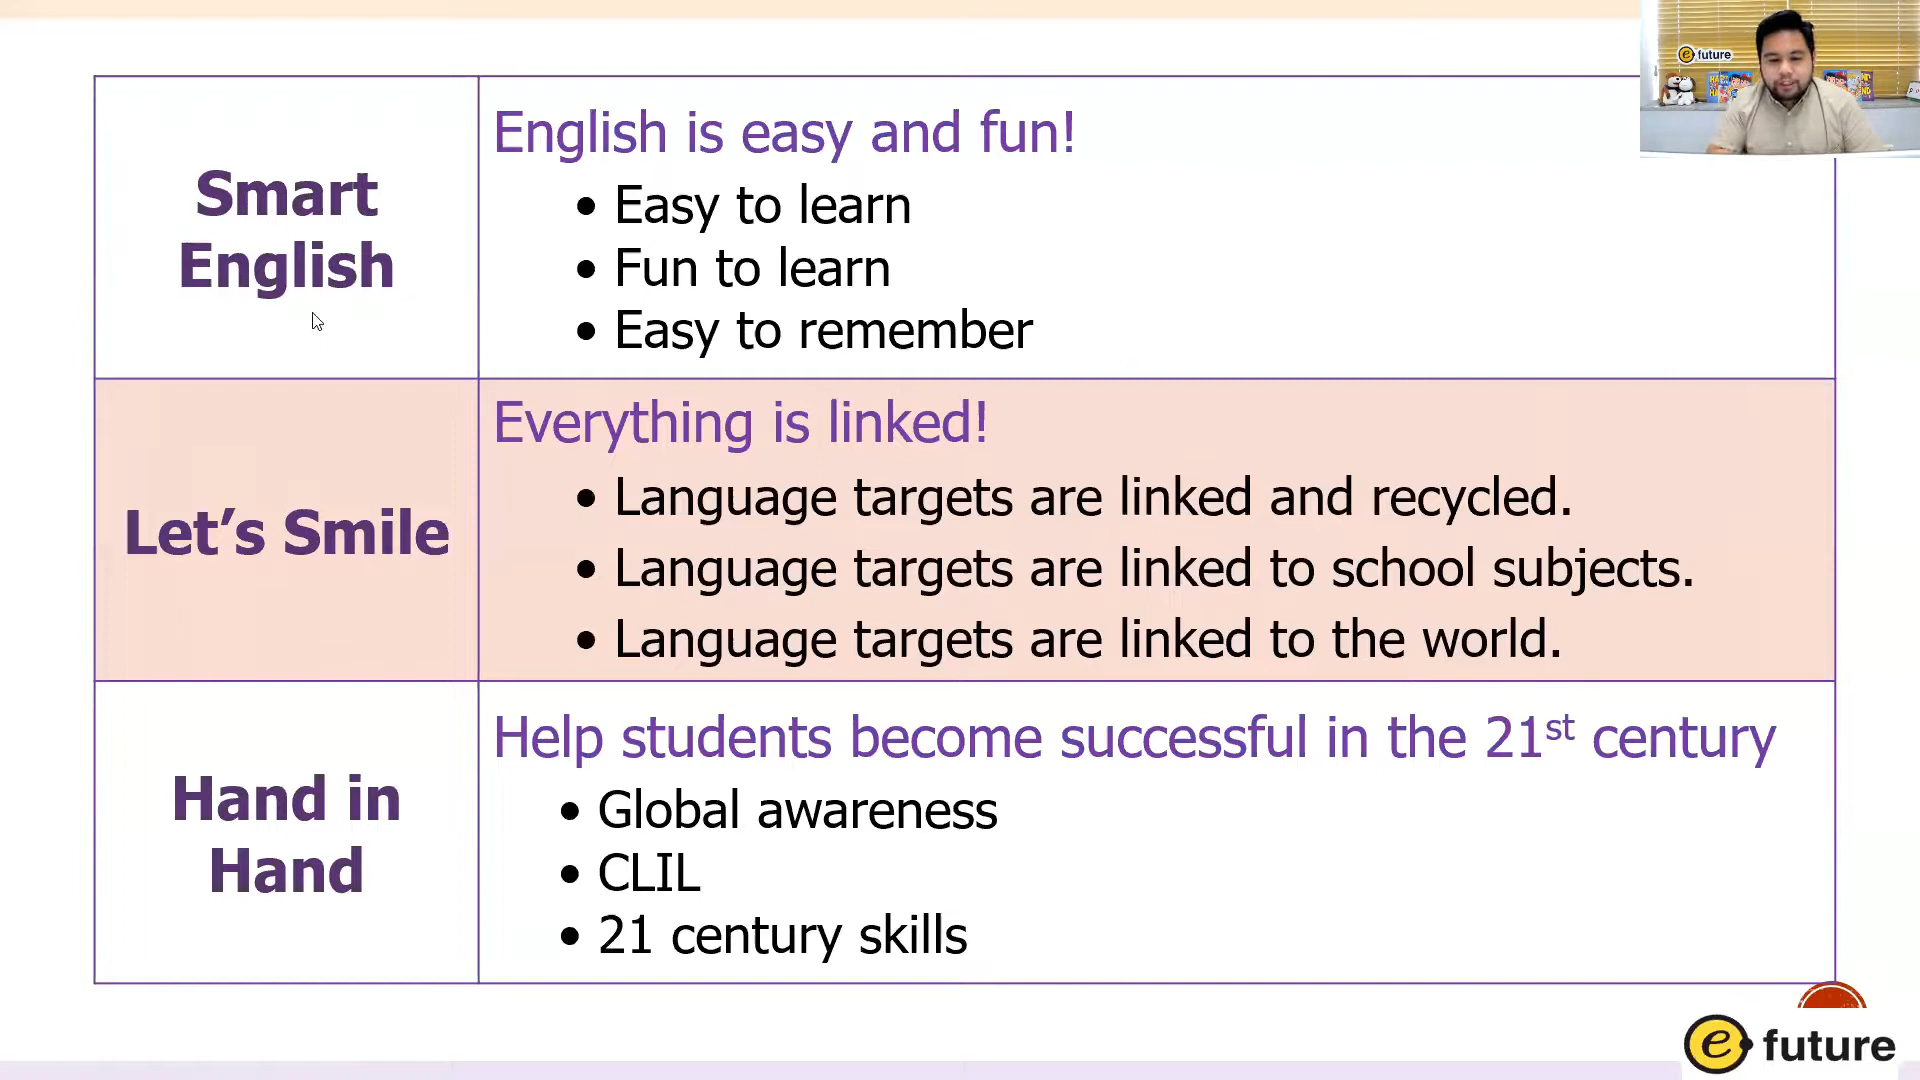 Smart
English
English is easy and fun!
• Easy to learn
• Fun to learn
• Easy to remember
Let’s Smile
Everything is linked!
• Language targets are linked and recycled.
• Language targets are linked to school subjects.
• Language targets are linked to the world.
Hand in
Hand
Help students become successful in the 21st century
• Global awareness
• CLIL
• 21 century skills
e future
e future